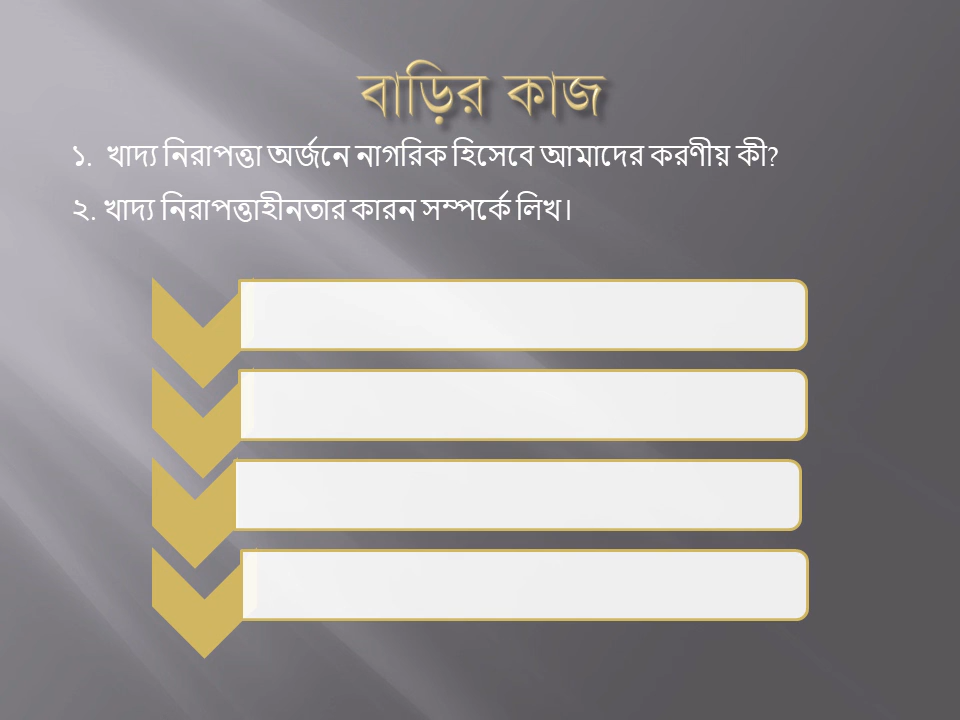 বাড়ির কাজ
১. খাদ্য নিরাপত্তা অর্জনে নাগরিক হিসেবে আমাদের করণীয় কী?
২. খাদ্য নিরাপত্তাহীনতার কারন সম্পর্কে লিখ।